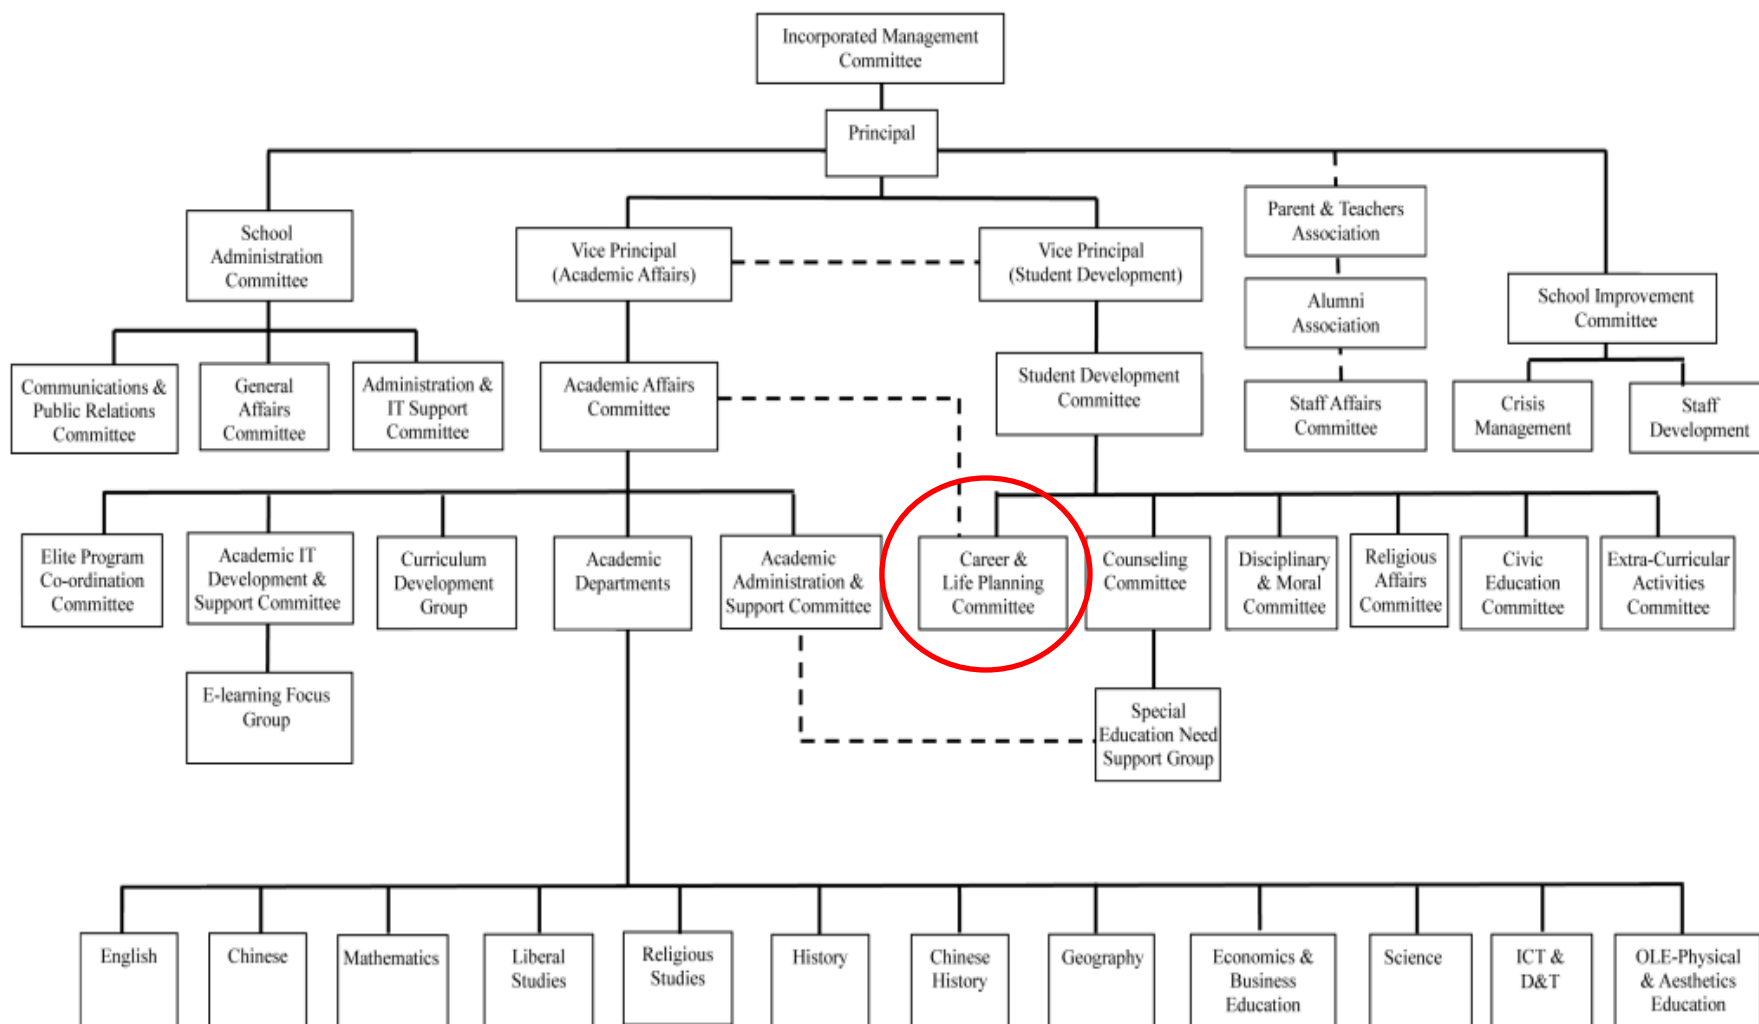 Incorporated Management
Committee
Principal
School
Administration
Committee
Vice Principal
(Academic Affairs)
Vice Principal
(Student Development)
Parent & Teachers
Association
Alumni
Association
School Improvement
Committee
Communications &
Public Relations
Committee
General
Affairs
Committee
Administration &
IT Support
Committee
Academic Affairs
Committee
Student Development
Committee
Staff Affairs
Committee
Crisis
Management
Staff
Development
Elite Program
Co-ordination
Committee
Academic IT
Development &
Support Committee
Curriculum
Development
Group
Academic
Departments
Academic
Administration &
Support Committee
Career &
Life Planning
Committee
Counseling
Committee
Disciplinary
& Moral
Committee
Religious
Affairs
Committee
Civic
Education
Committee
Extra-Curricular
Activities
Committee
E-learning Focus
Group
Special
Education Need
Support Group
English
Chinese
Mathematics
Liberal
Studies
Religious
Studies
History
Chinese
History
Geography
Economics &
Business
Education
Science
ICT &
D&T
OLE-Physical
& Aesthetics
Education